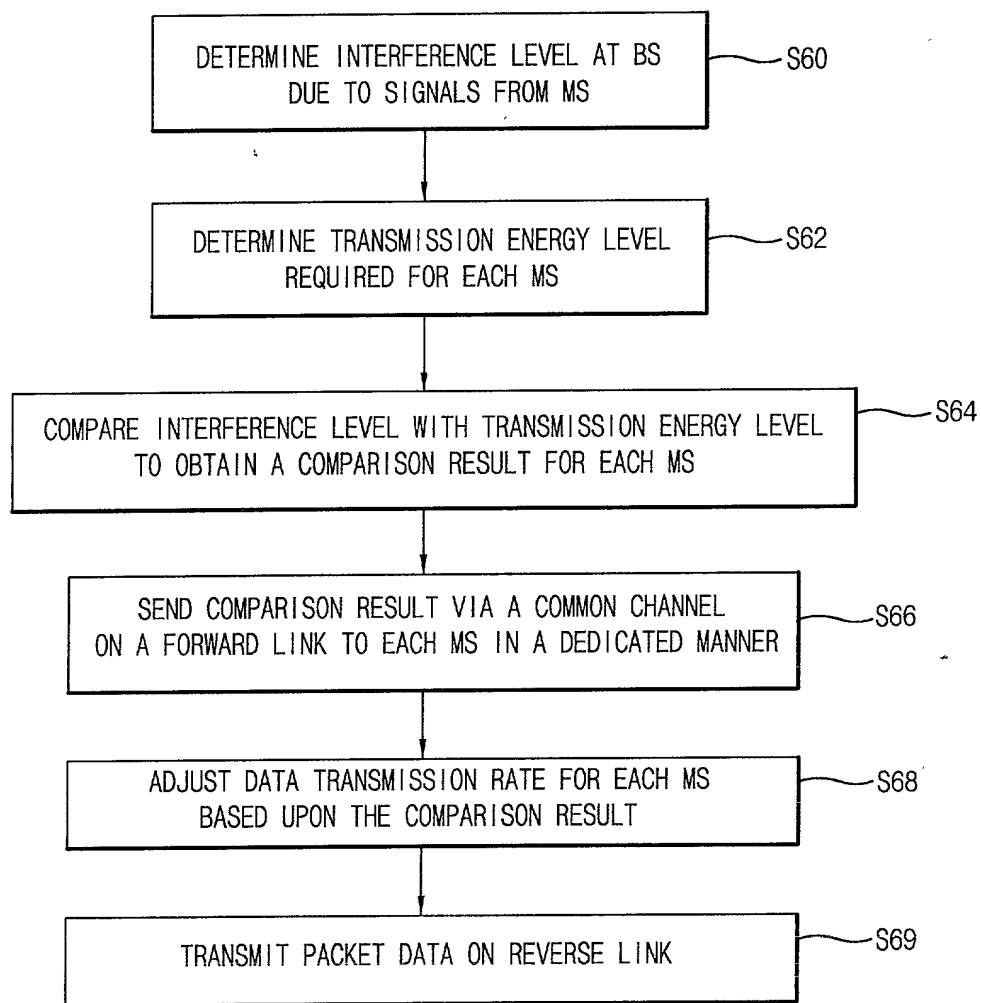 DETERMINE INTERFERENCE LEVEL AT BS
DUE TO SIGNALS FROM MS
S60
DETERMINE TRANSMISSION ENERGY LEVEL
REQUIRED FOR EACH MS
S62
COMPARE INTERFERENCE LEVEL WITH TRANSMISSION ENERGY LEVEL
TO OBTAIN A COMPARISON RESULT FOR EACH MS
S64
SEND COMPARISON RESULT VIA A COMMON CHANNEL
ON A FORWARD LINK TO EACH MS IN A DEDICATED MANNER
S66
ADJUST DATA TRANSMISSION RATE FOR EACH MS
BASED UPON THE COMPARISON RESULT
S68
TRANSMIT PACKET DATA ON REVERSE LINK
S69